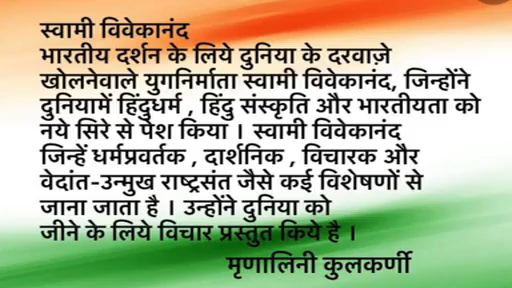 स्वामी विवेकानंद
भारतीय दर्शन के लिये दुनिया के दरवाज़े
खोलनेवाले युगनिर्माता स्वामी विवेकानंद, जिन्होंने
दुनियामें हिंदुधर्म , हिंदु संस्कृति और भारतीयता को
नये सिरे से पेश किया । स्वामी विवेकानंद
जिन्हें धर्मप्रवर्तक , दार्शनिक , विचारक और
वेदांत-उन्मुख राष्ट्रसंत जैसे कई विशेषणों से
जाना जाता है । उन्होंने दुनिया को
जीने के लिये विचार प्रस्तुत किये है ।
मृणालिनी कुलकर्णी